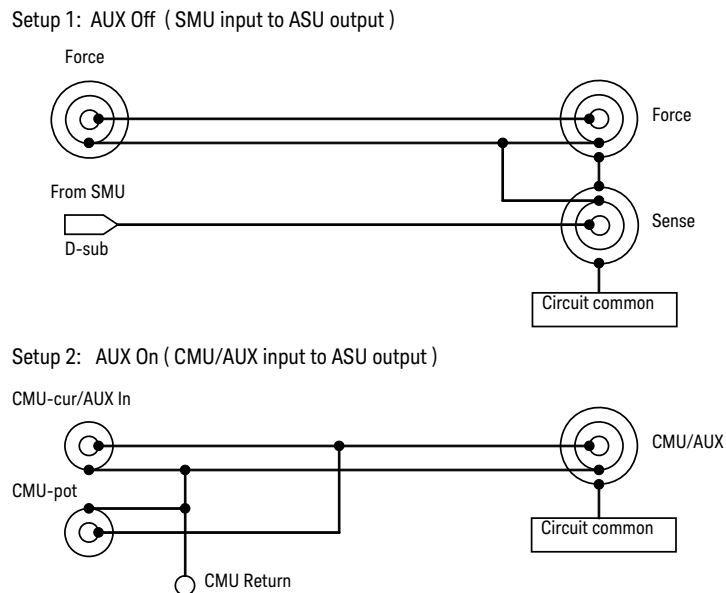 Setup 1: AUX Off ( SMU input to ASU output )
Force
Force
From SMU
D-sub
Sense
Circuit common
Setup 2: AUX On ( CMU/AUX input to ASU output )
CMU-cur/AUX In
CMU/AUX
CMU-pot
Circuit common
CMU Return